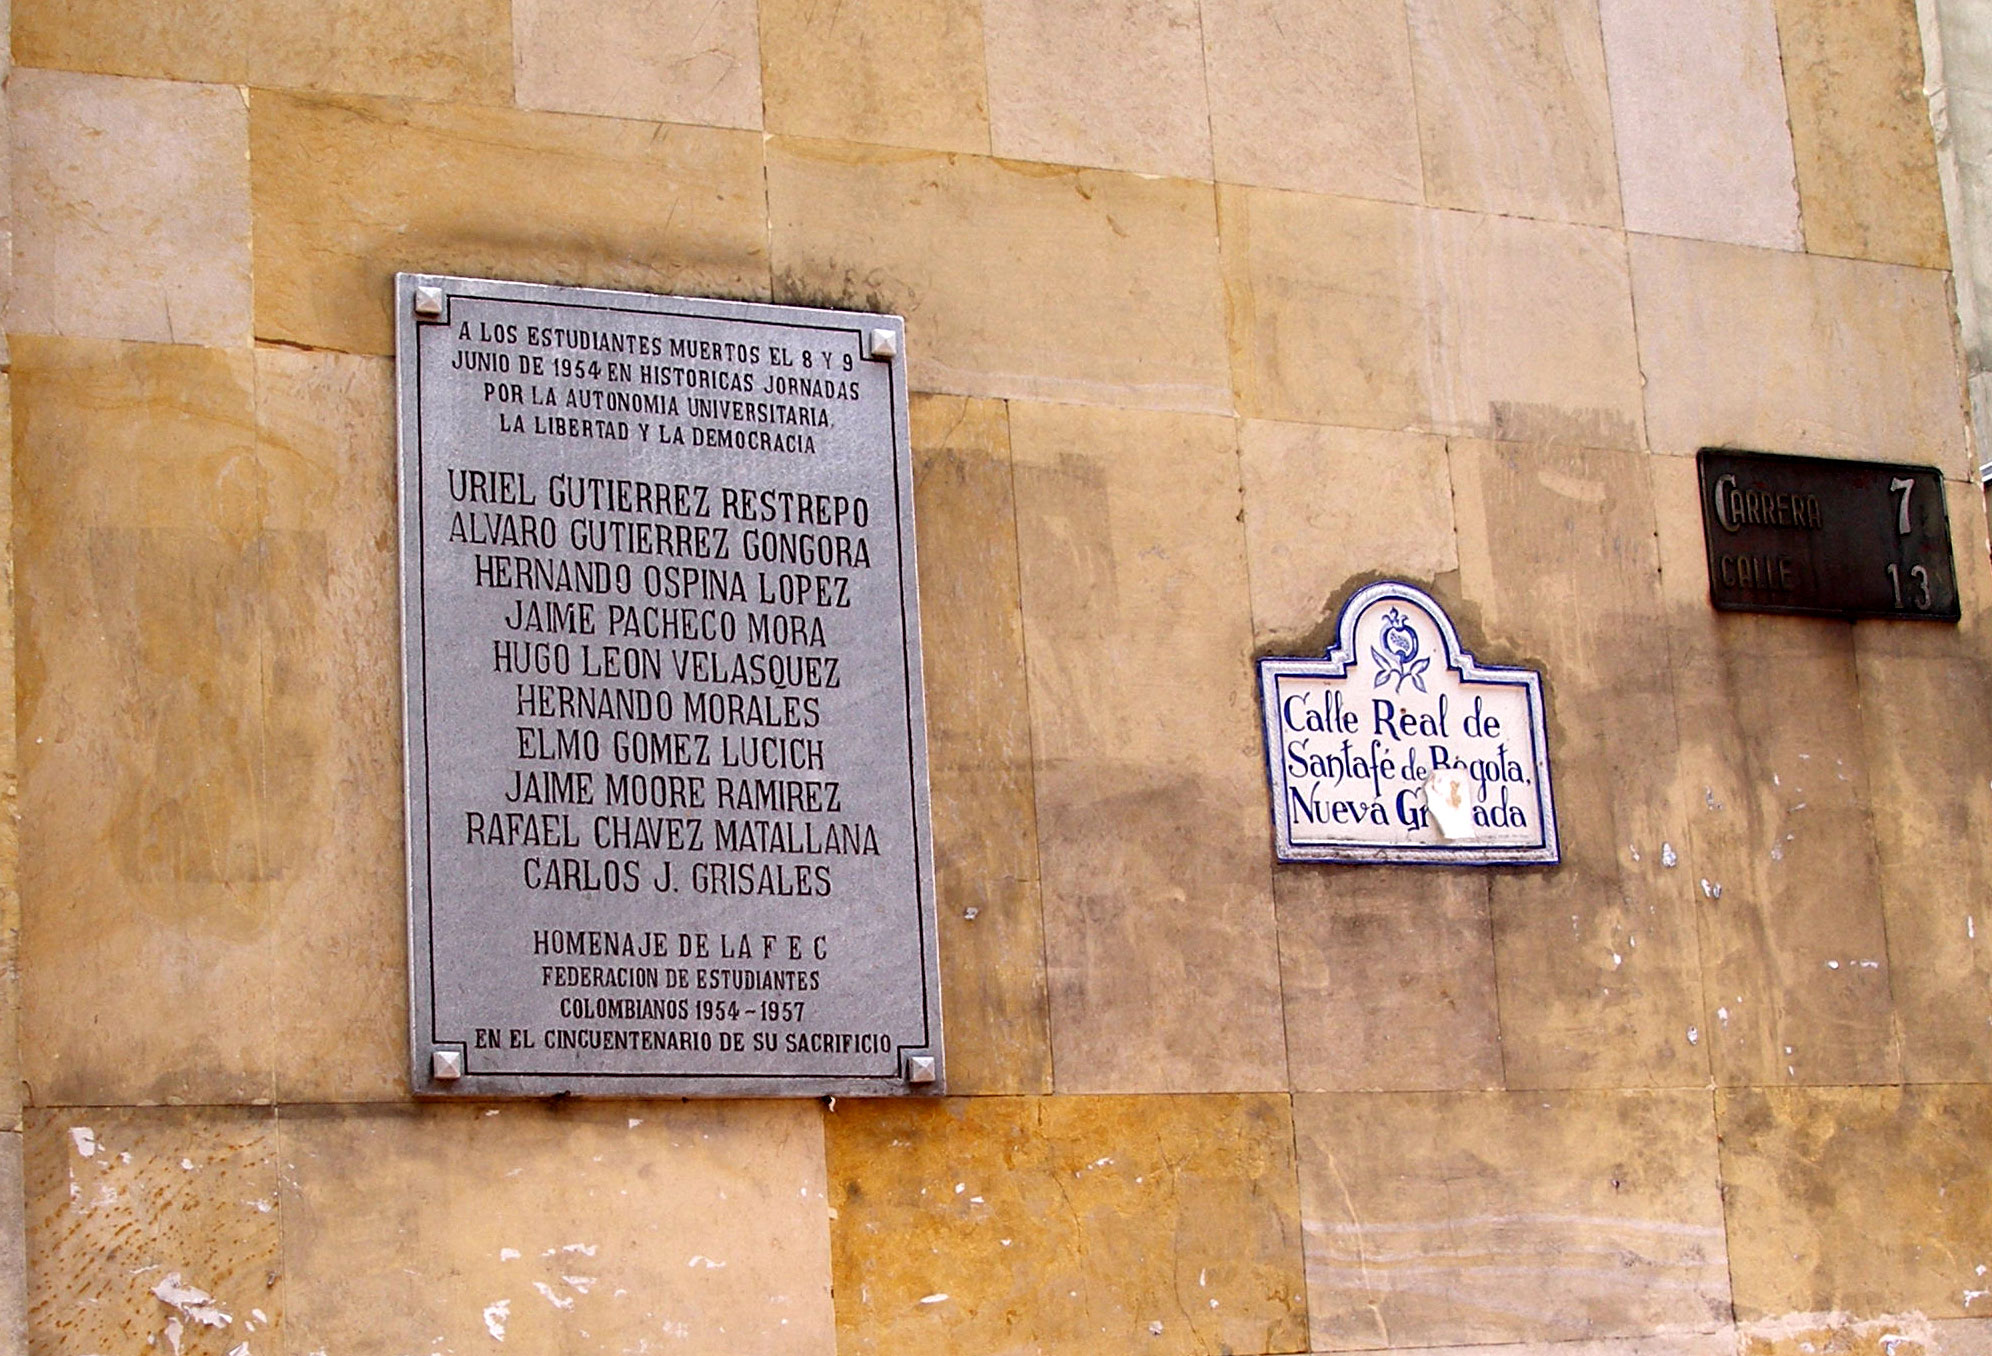 A LOS ESTUDIANTES MUERTOS EL 8 Y 9
JUNIO DE 1954 EN HISTORICAS JORNADAS
POR LA AUTONOMIA UNIVERSITARIA,
LA LIBERTAD Y LA DEMOCRACIA
URIEL GUTIERREZ RESTREPO
ALVARO GUTIERREZ GONGORA
HERNANDO OSPINA LOPEZ
JAIME PACHECO MORA
HUGO LEON VELASQUEZ
HERNANDO MORALES
ELMO GOMEZ LUCICH
JAIME MOORE RAMIREZ
RAFAEL CHAVEZ MATALLANA
CARLOS J. GRISALES
HOMENAJE DE LA F E C
FEDERACION DE ESTUDIANTES
COLOMBIANOS 1954-1957
EN EL CINCUENTENARIO DE SU SACRIFICIO
Calle Real de
Santafé de Bogota,
Nueva
CARRERA 7
CALLE 13